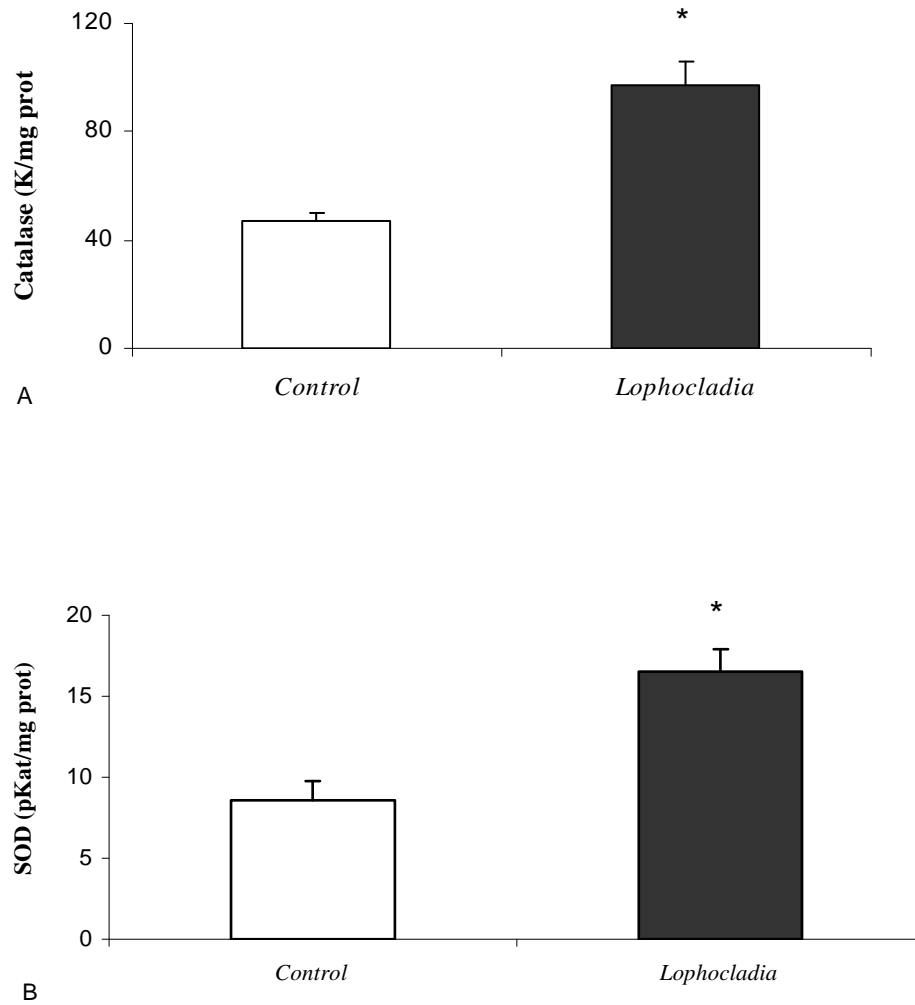 120
*
80
40
0
Catalase (K/mg prot
Control Lophocladia
A
20
*
15
10
5
0
SOD (pKat/mg prot)
Control Lophocladia
B